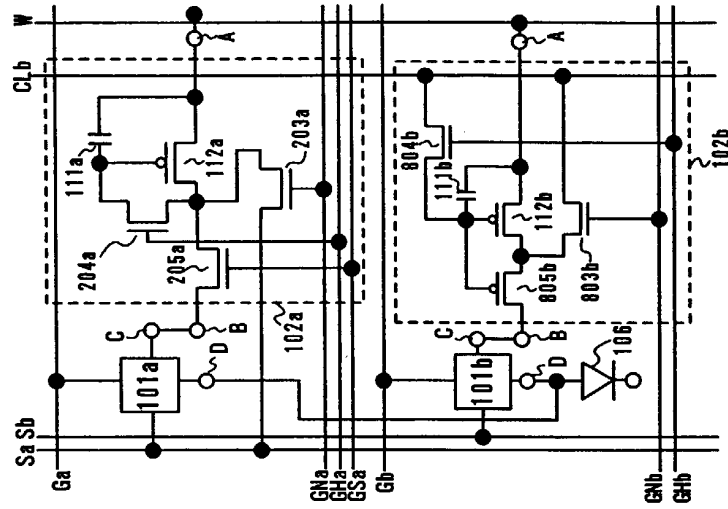 W
CLb
A
A
111a
112a
203a
204a
205a
102a
804b
111b
112b
805b
803b
102b
C
B
D
101a
C
B
D
101b
106
Sa Sb
Ga
GNa
GHa
GSa
Gb
GNb
GHb